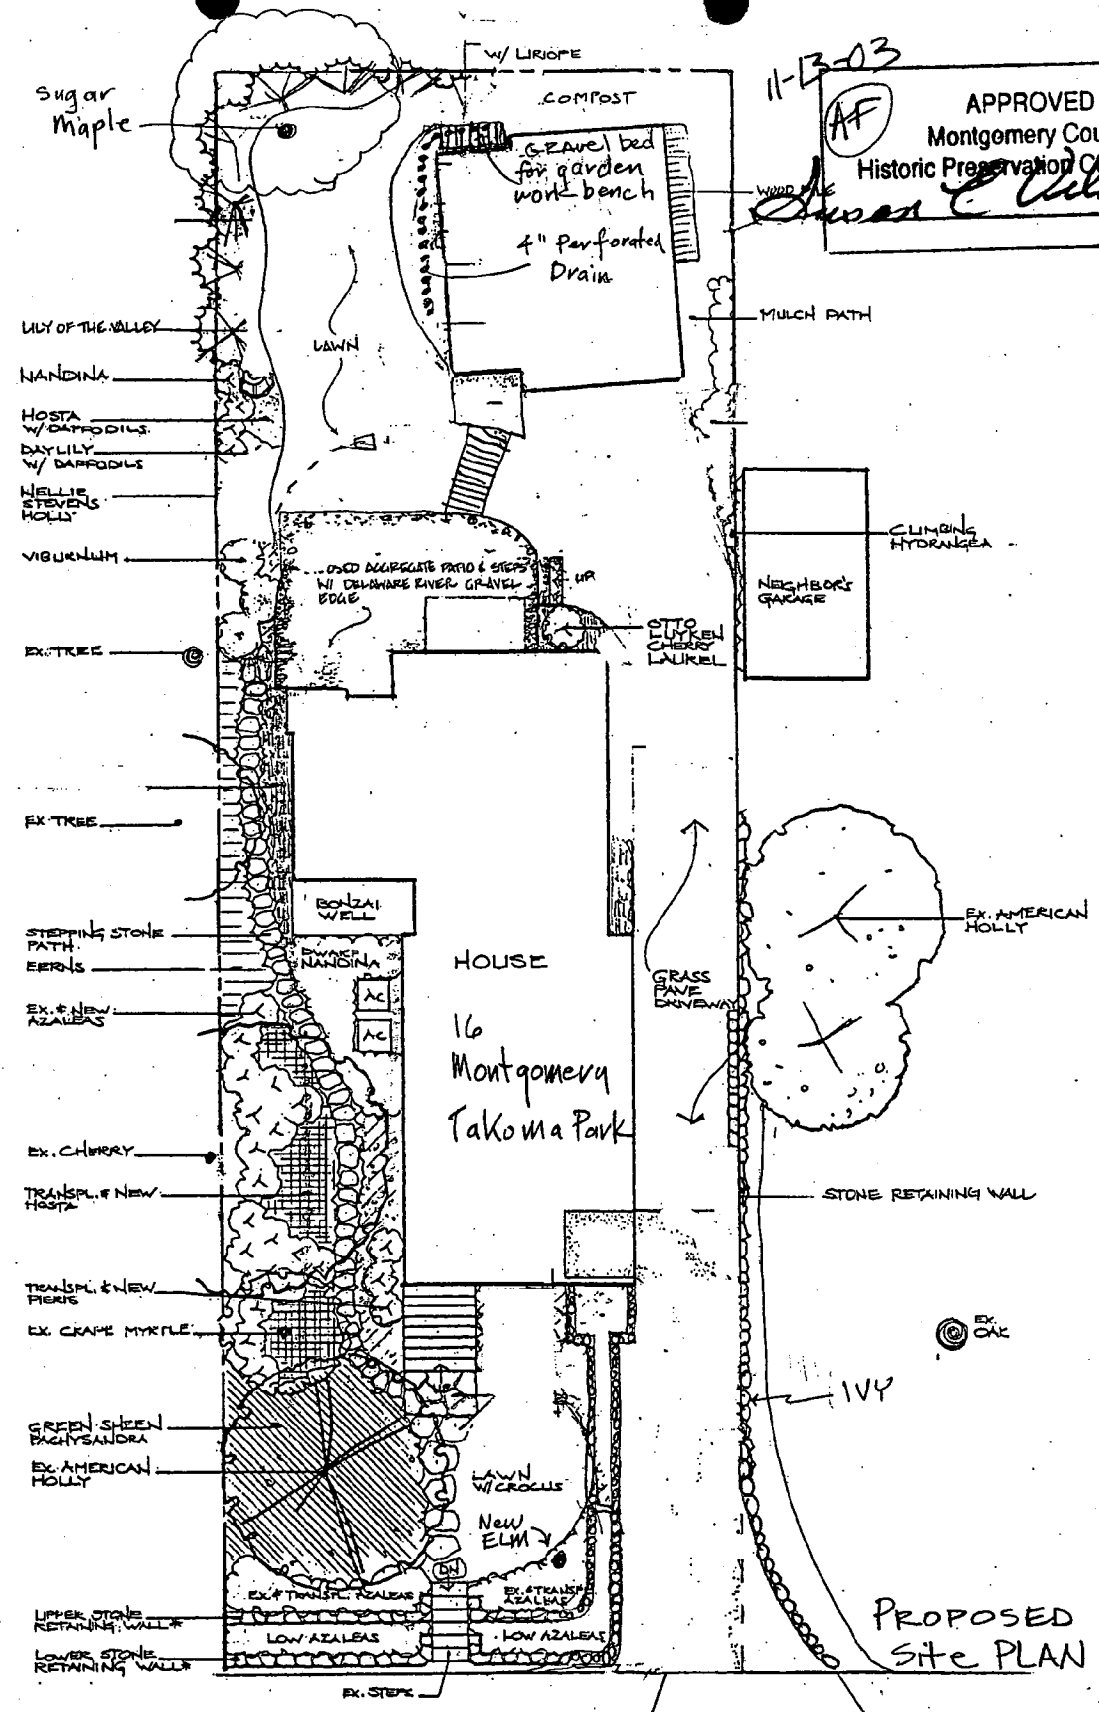 11-13-03
AF
APPROVED
Montgomery Cou
Historic Preservation C
W/ LIRIOPE
COMPOST
Sugar
Maple
GRAVEL bed
for garden
work bench
4" Perforated
Drain
LILY OF THE VALLEY
LAWN
MULCH PATH
NANDINA
HOSTA
W/ DAFFODILS
DAYLILY
W/ DAFFODILS
NELLIE
STEVENS
HOLLY
VIBURNUM
OSED AGGREGATE PATIO & STEPS
W/ DELAWARE RIVER GRAVEL
EDGE
UP
CLIMBING
HYDRANGEA
NEIGHBOR'S
GARAGE
OTTO
LUYKEN
CHERRY
LAUREL
EX. TREE
EX. TREE
BONZAI
WELL
STEPPING STONE
PATH
FERNS
DWARF
NANDINA
HOUSE
EX. AMERICAN
HOLLY
GRASS
PAVE
DRIVEWAY
EX. & NEW
AZALEAS
AC
AC
16
Montgomery
Takoma Park
EX. CHERRY
TRANSPL. & NEW
HOSTA
STONE RETAINING WALL
TRANSPL. & NEW
PIERIS
EX. CRAPE MYRTLE
EX.
OAK
IVY
UP
GREEN SHEEN
PACHYSANDRA
EX. AMERICAN
HOLLY
LAWN
W/ CROCUS
New
ELM
DN
EX. & TRANSPL. AZALEAS
EX. & TRANSPL
AZALEAS
UPPER STONE
RETAINING WALL*
LOW AZALEAS
LOW AZALEAS
LOWER STONE
RETAINING WALL*
EX. STEPS
PROPOSED
Site PLAN